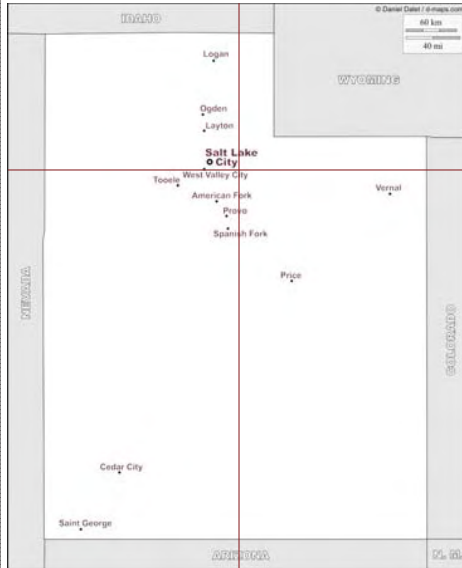 © Daniel Dalet / d-maps.com
IDAHO
60 km
40 mi
Logan
WYOMING
Ogden
Layton
Salt Lake
City
West Valley City
Tooele
Vernal
American Fork
Provo
Spanish Fork
Price
NEVADA
COLORADO
Cedar City
Saint George
ARIZONA
N. M.